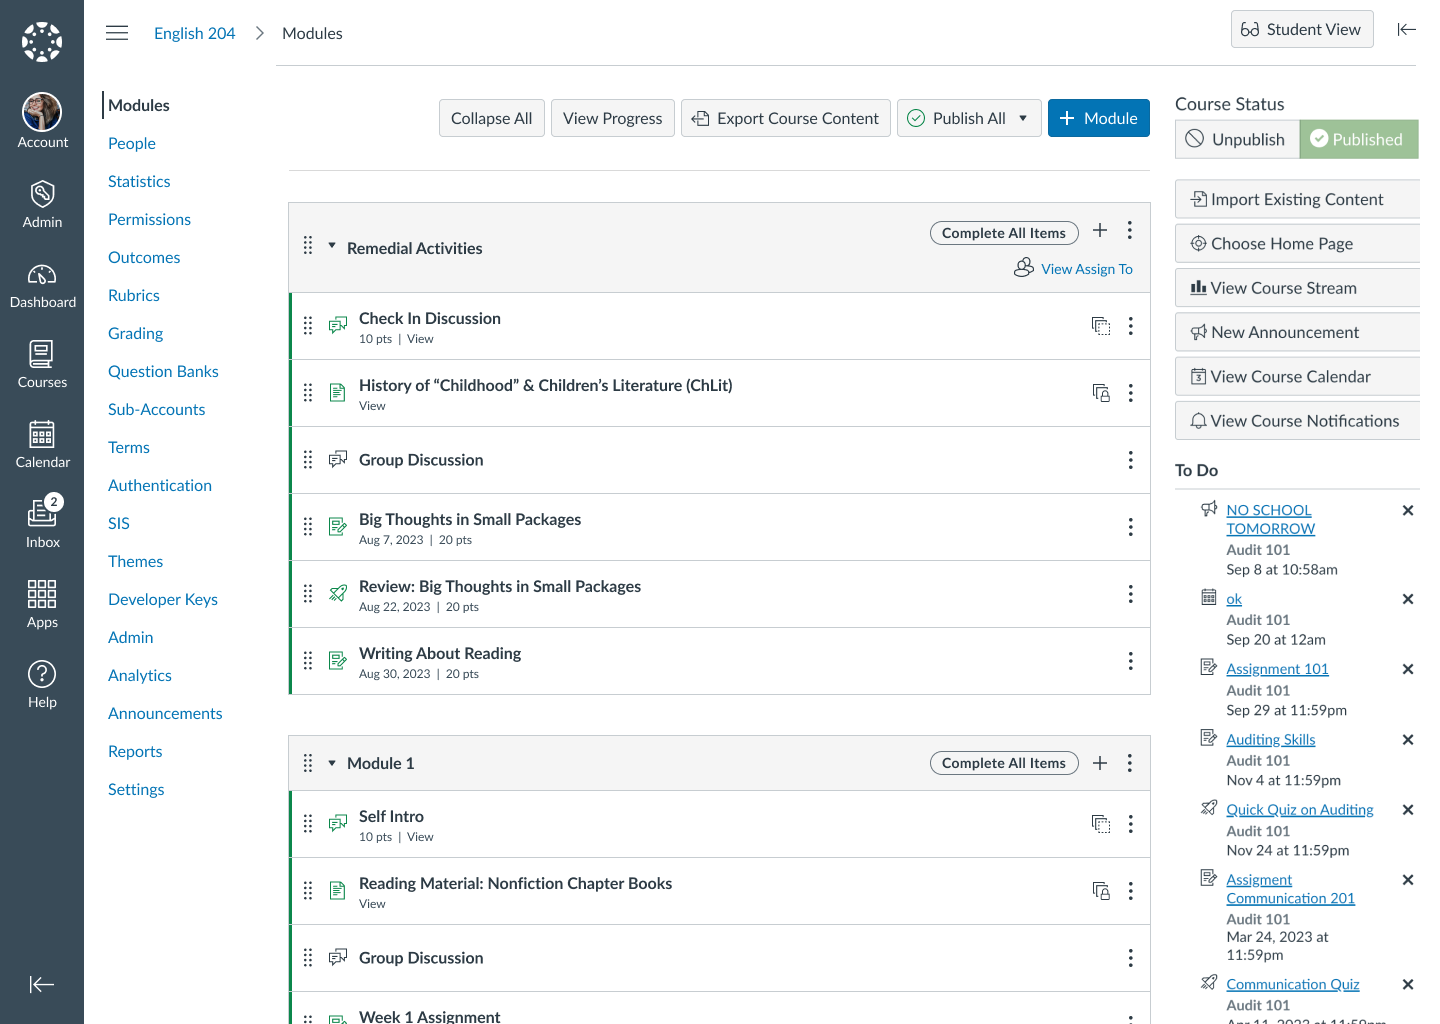 English 204
Modules
Student View
Account
Admin
Dashboard
Courses
Calendar
2
Inbox
Apps
Help
Modules
People
Statistics
Permissions
Outcomes
Rubrics
Grading
Question Banks
Sub-Accounts
Terms
Authentication
SIS
Themes
Developer Keys
Admin
Analytics
Announcements
Reports
Settings
Collapse All
View Progress
Export Course Content
Publish All
Module
Remedial Activities
Complete All Items
View Assign To
Check In Discussion
10 pts | View
History of “Childhood” & Children’s Literature (ChLit)
View
Group Discussion
Big Thoughts in Small Packages
Aug 7, 2023 | 20 pts
Review: Big Thoughts in Small Packages
Aug 22, 2023 | 20 pts
Writing About Reading
Aug 30, 2023 | 20 pts
Module 1
Complete All Items
Self Intro
10 pts | View
Reading Material: Nonfiction Chapter Books
View
Group Discussion
Week 1 Assignment
Course Status
Unpublish
Published
Import Existing Content
Choose Home Page
View Course Stream
New Announcement
3
View Course Calendar
View Course Notifications
To Do
NO SCHOOL
TOMORROW
Audit 101
Sep 8 at 10:58am
ok
Audit 101
Sep 20 at 12am
Assignment 101
Audit 101
Sep 29 at 11:59pm
Auditing Skills
Audit 101
Nov 4 at 11:59pm
Quick Quiz on Auditing
Audit 101
Nov 24 at 11:59pm
Assigment
Communication 201
Audit 101
Mar 24, 2023 at
11:59pm
Communication Quiz
Audit 101
Apr 11, 2023 at 11:59pm